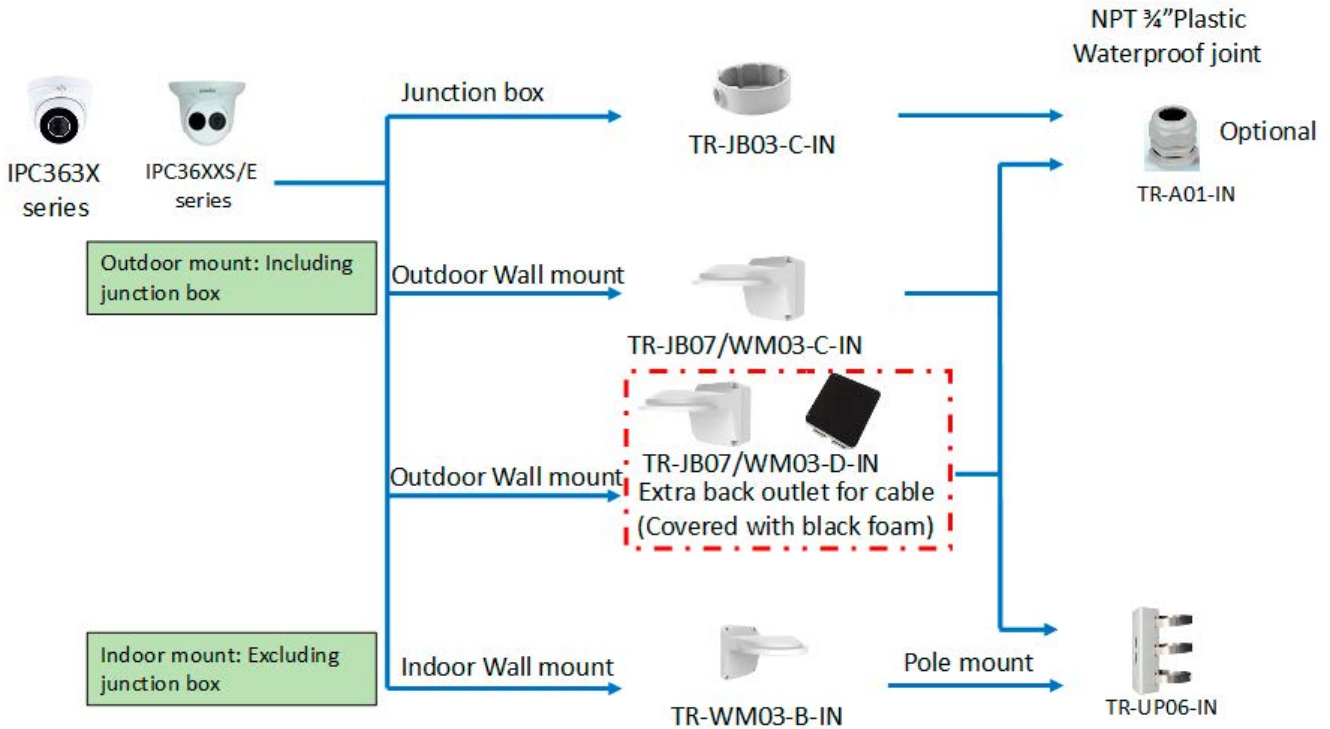 NPT ¾”Plastic
Waterproof joint
Junction box
TR-JB03-C-IN
Optional
TR-A01-IN
IPC363X
series
IPC36XXS/E
series
Outdoor mount: Including
junction box
Outdoor Wall mount
TR-JB07/WM03-C-IN
Outdoor Wall mount
TR-JB07/WM03-D-IN
Extra back outlet for cable
(Covered with black foam)
Indoor mount: Excluding
junction box
Indoor Wall mount
TR-WM03-B-IN
Pole mount
TR-UP06-IN